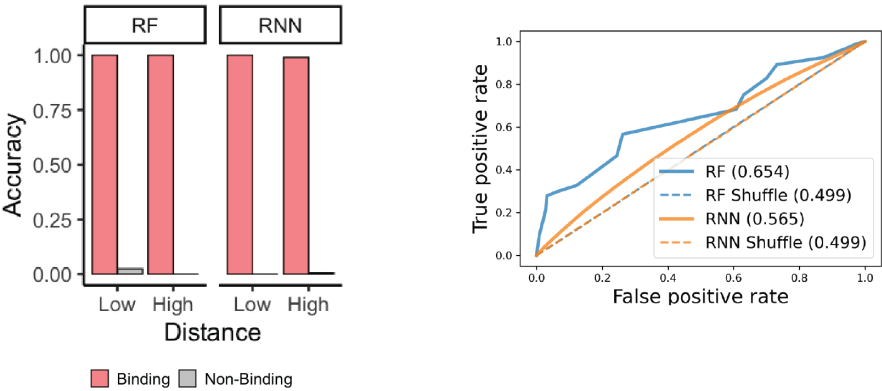 RF RNN
1.00
0.75
0.50
0.25
0.00
Accuracy
Low High Low High
Distance
Binding Non-Binding
1.0
0.8
0.6
0.4
0.2
0.0
True positive rate
RF (0.654)
RF Shuffle (0.499)
RNN (0.565)
RNN Shuffle (0.499)
0.0 0.2 0.4 0.6 0.8 1.0
False positive rate